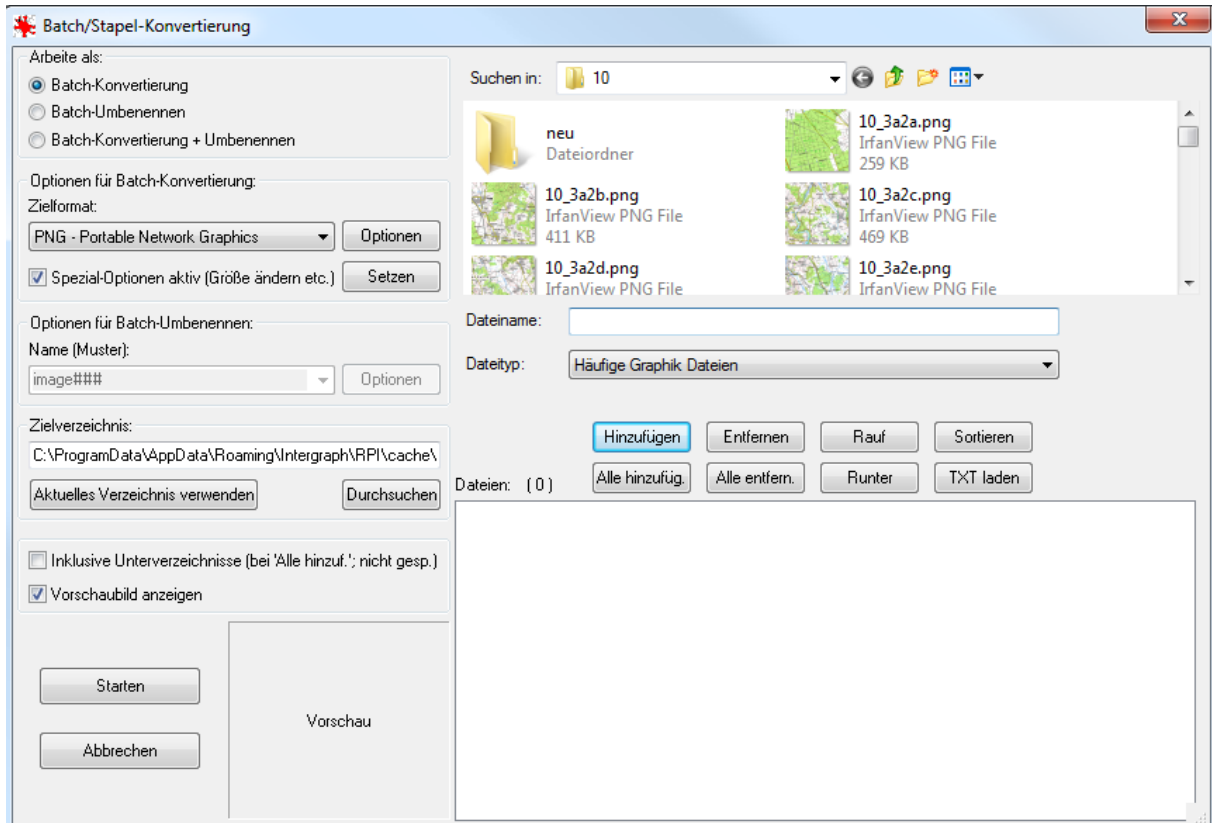 Batch/Stapel-Konvertierung
Arbeite als:
Batch-Konvertierung
Batch-Umbenennen
Batch-Konvertierung + Umbenennen
Optionen für Batch-Konvertierung:
Zielformat:
PNG - Portable Network Graphics
Optionen
Spezial-Optionen aktiv (Größe ändern etc.)
Setzen
Optionen für Batch-Umbenennen:
Name (Muster):
image###
Optionen
Zielverzeichnis:
C:\ProgramData\AppData\Roaming\Intergraph\RPI\cache\
Aktuelles Verzeichnis verwenden
Durchsuchen
Inklusive Unterverzeichnisse (bei 'Alle hinzuf.'; nicht gesp.)
Vorschaubild anzeigen
Starten
Abbrechen
Vorschau
Suchen in:
10
neu
Dateiordner
10_3a2a.png
IrfanView PNG File
259 KB
10_3a2b.png
IrfanView PNG File
411 KB
10_3a2c.png
IrfanView PNG File
469 KB
10_3a2d.png
IrfanView PNG File
10_3a2e.png
IrfanView PNG File
Dateiname:
Dateityp:
Häufige Graphik Dateien
Hinzufügen
Entfernen
Rauf
Sortieren
Dateien: ( 0 )
Alle hinzufüg.
Alle entfern.
Runter
TXT laden